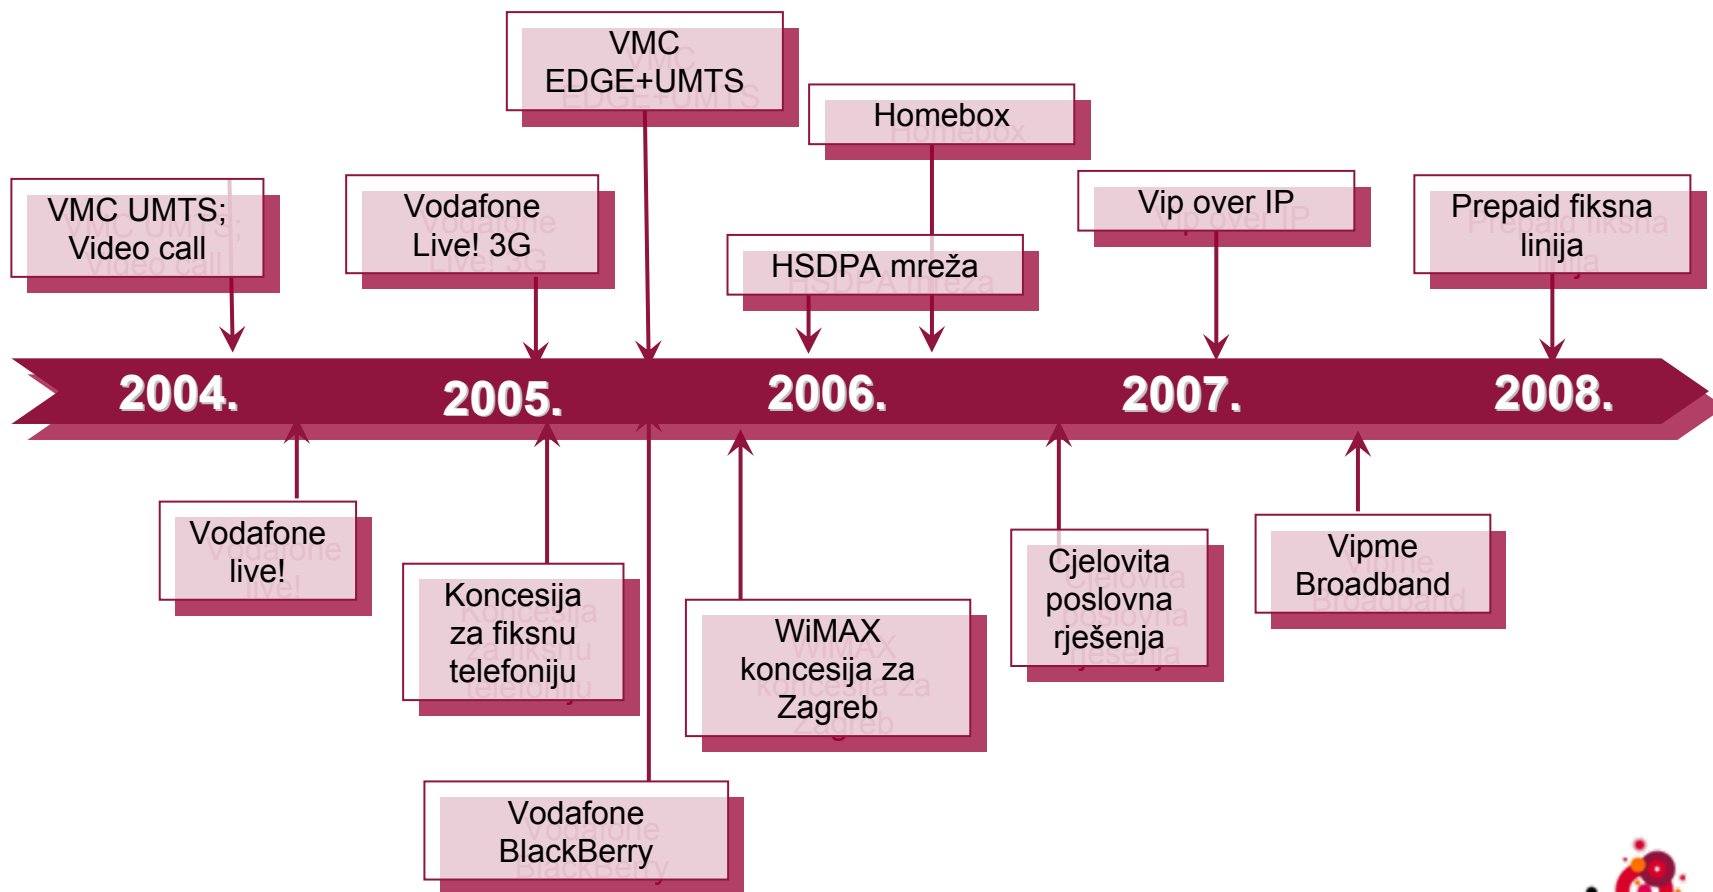 VMC
EDGE+UMTS
Homebox
VMC UMTS;
Video call
Vodafone
Live! 3G
HSDPA mreža
Vip over IP
Prepaid fiksna
linija
2004.
2005.
2006.
2007.
2008.
Vodafone
live!
Koncesija
za fiksnu
telefoniju
WiMAX
koncesija za
Zagreb
Cjelovita
poslovna
rješenja
Vipme
Broadband
Vodafone
BlackBerry